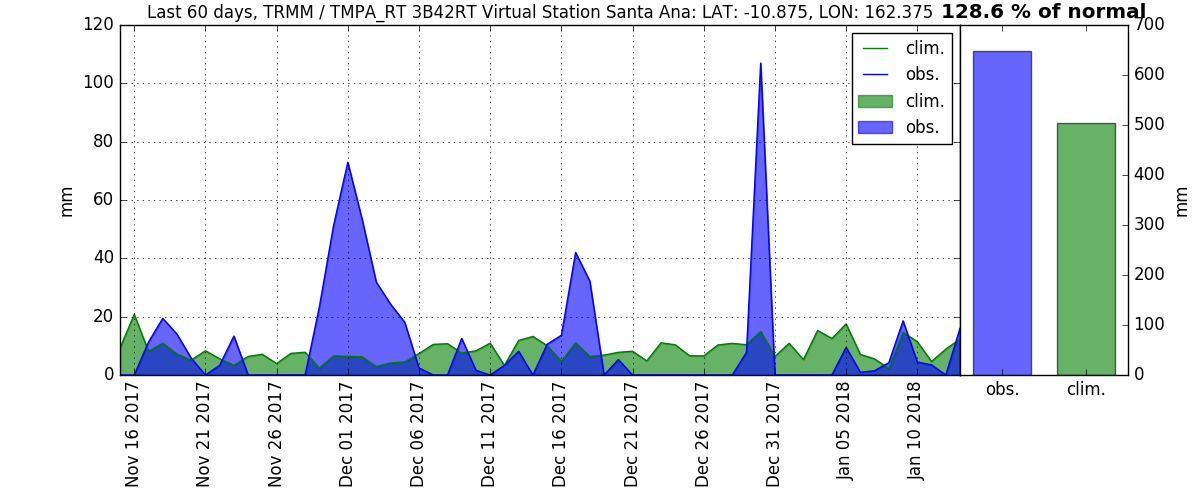 Last 60 days, TRMM / TMPA_RT 3B42RT Virtual Station Santa Ana: LAT: -10.875, LON: 162.375 128.6 % of normal
120
100
80
60
40
20
0
mm
clim.
obs.
clim.
obs.
Nov 16 2017
Nov 21 2017
Nov 26 2017
Dec 01 2017
Dec 06 2017
Dec 11 2017
Dec 16 2017
Dec 21 2017
Dec 26 2017
Dec 31 2017
Jan 05 2018
Jan 10 2018
700
600
500
400
300
200
100
0
mm
obs.
clim.